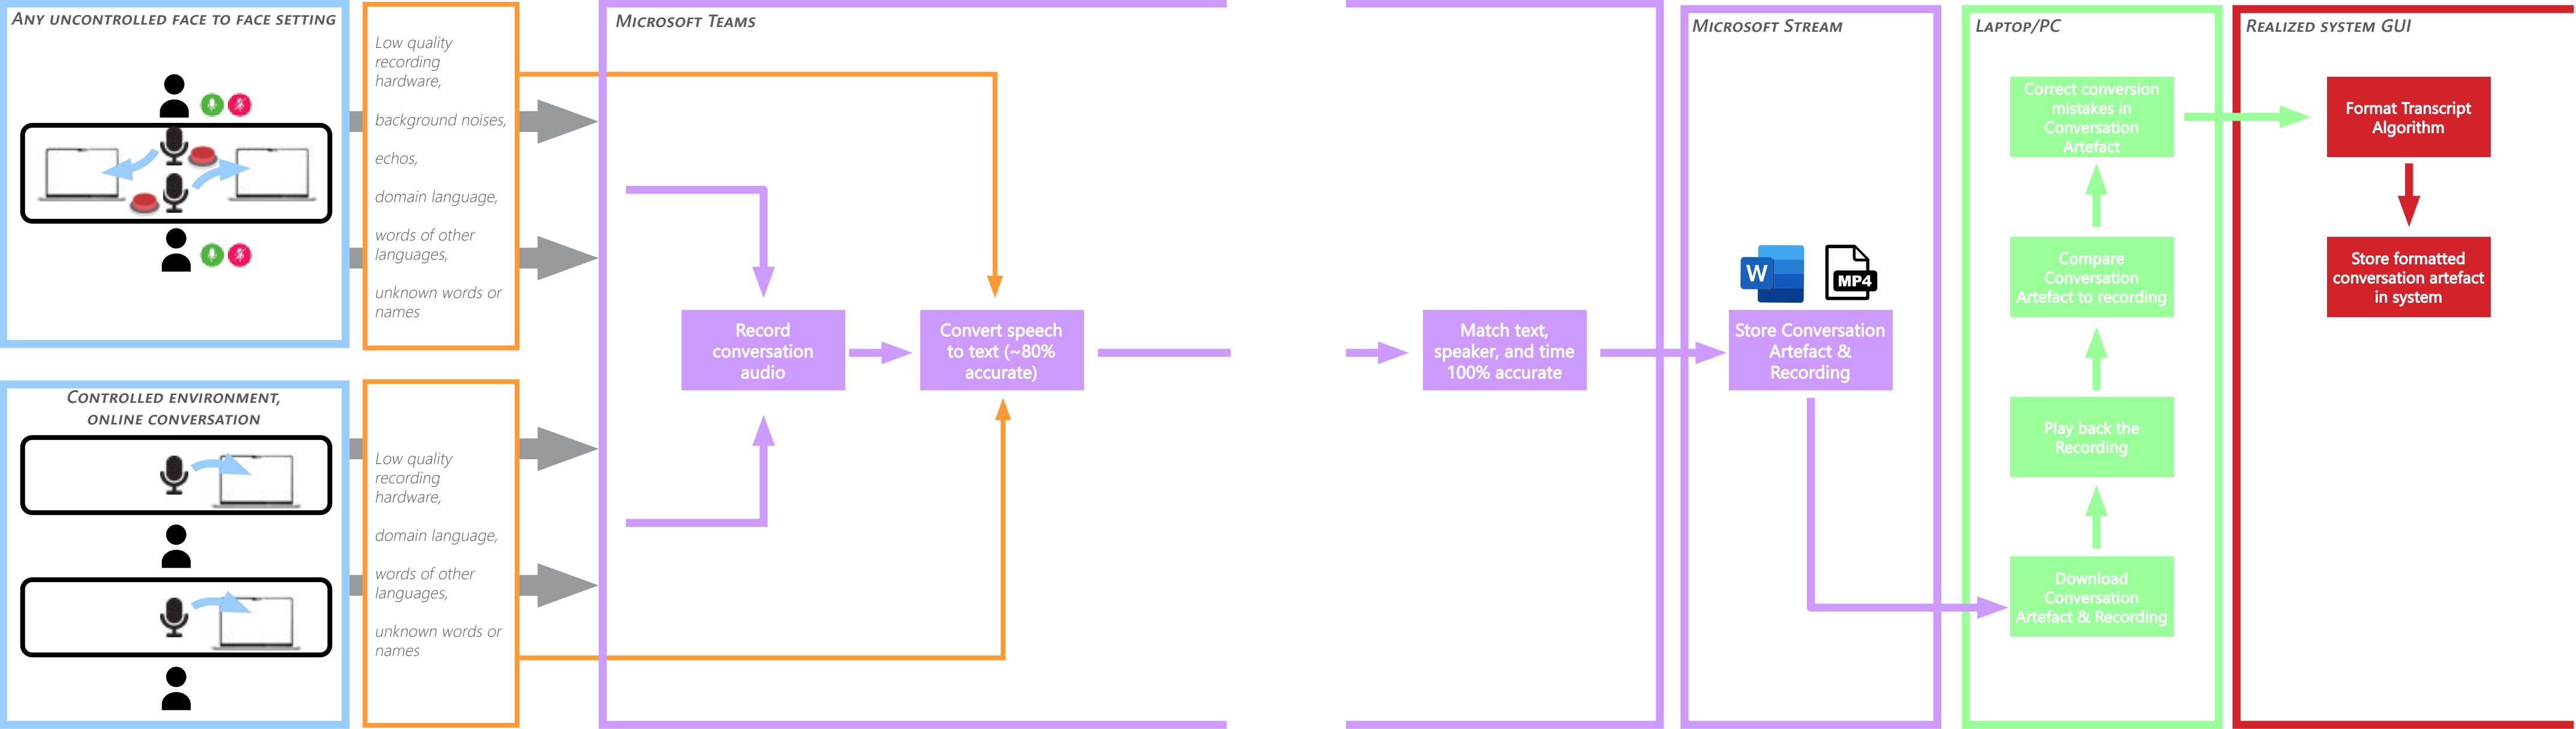 Any uncontrolled face to face setting
Low quality
recording
hardware,
background noises,
echos,
domain language,
words of other
languages,
unknown words or
names
Controlled environment,
online conversation
Low quality
recording
hardware,
domain language,
words of other
languages,
unknown words or
names
Microsoft Teams
Record
conversation
audio
Convert speech
to text (~80%
accurate)
Match text,
speaker, and time
100% accurate
Microsoft Stream
W
MP4
Store Conversation
Artefact &
Recording
Laptop/PC
Correct conversion
mistakes in
Conversation
Artefact
Compare
Conversation
Artefact to recording
Play back the
Recording
Download
Conversation
Artefact & Recording
Realized system GUI
Format Transcript
Algorithm
Store formatted
conversation artefact
in system